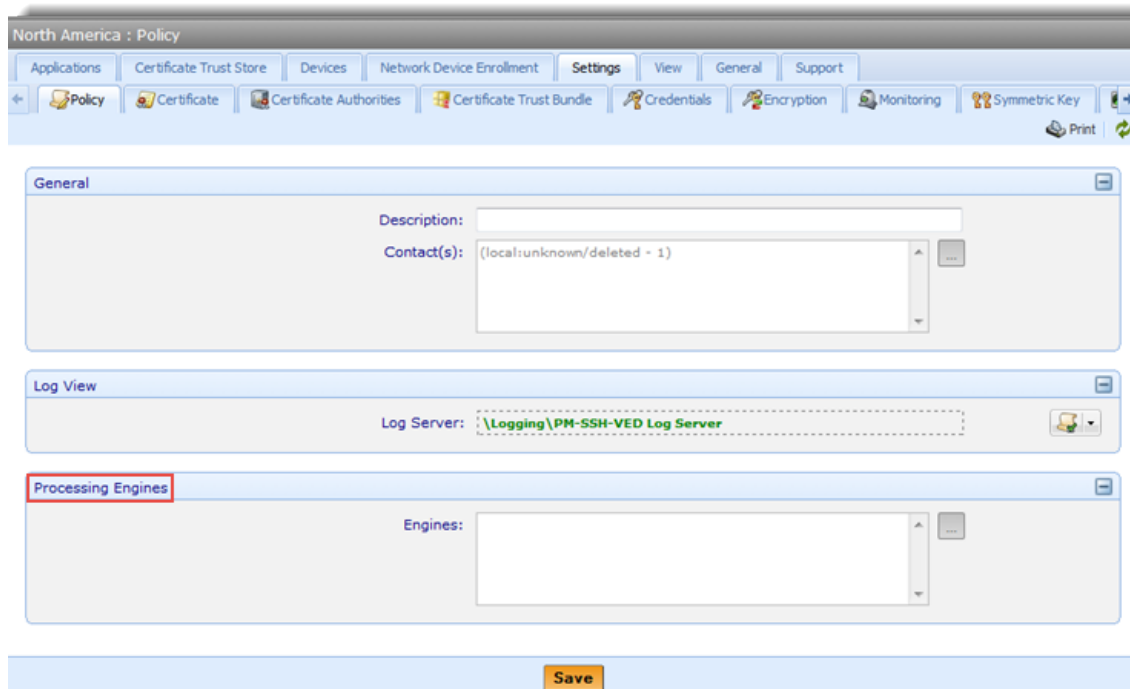 North America : Policy
Applications Certificate Trust Store Devices Network Device Enrollment Settings View General Support
Policy Certificate Certificate Authorities Certificate Trust Bundle Credentials Encryption Monitoring Symmetric Key
Print
General
Description:
Contact(s): (local:unknown/deleted - 1)
...
Log View
Log Server: \Logging\PM-SSH-VED Log Server
Processing Engines
Engines:
...
Save